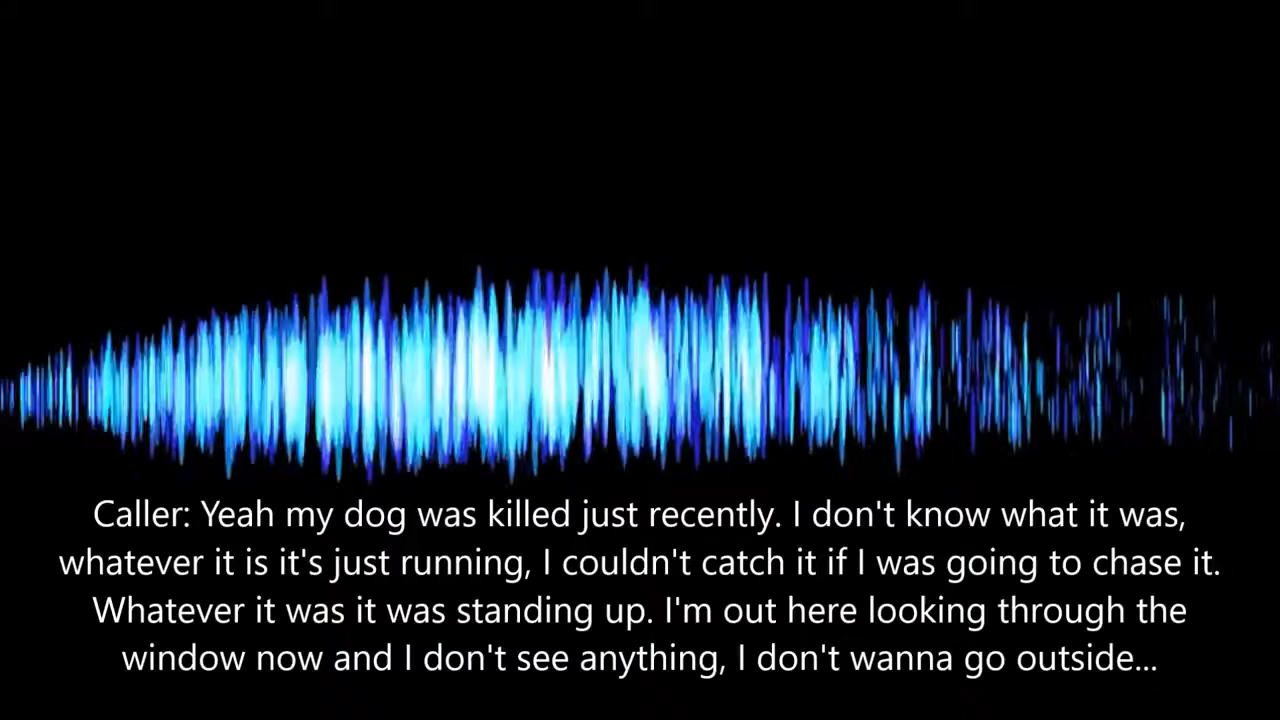 Caller: Yeah my dog was killed just recently. I don't know what it was,
whatever it is it's just running, I couldn't catch it if I was going to chase it.
Whatever it was it was standing up. I'm out here looking through the
window now and I don't see anything, I don't wanna go outside...